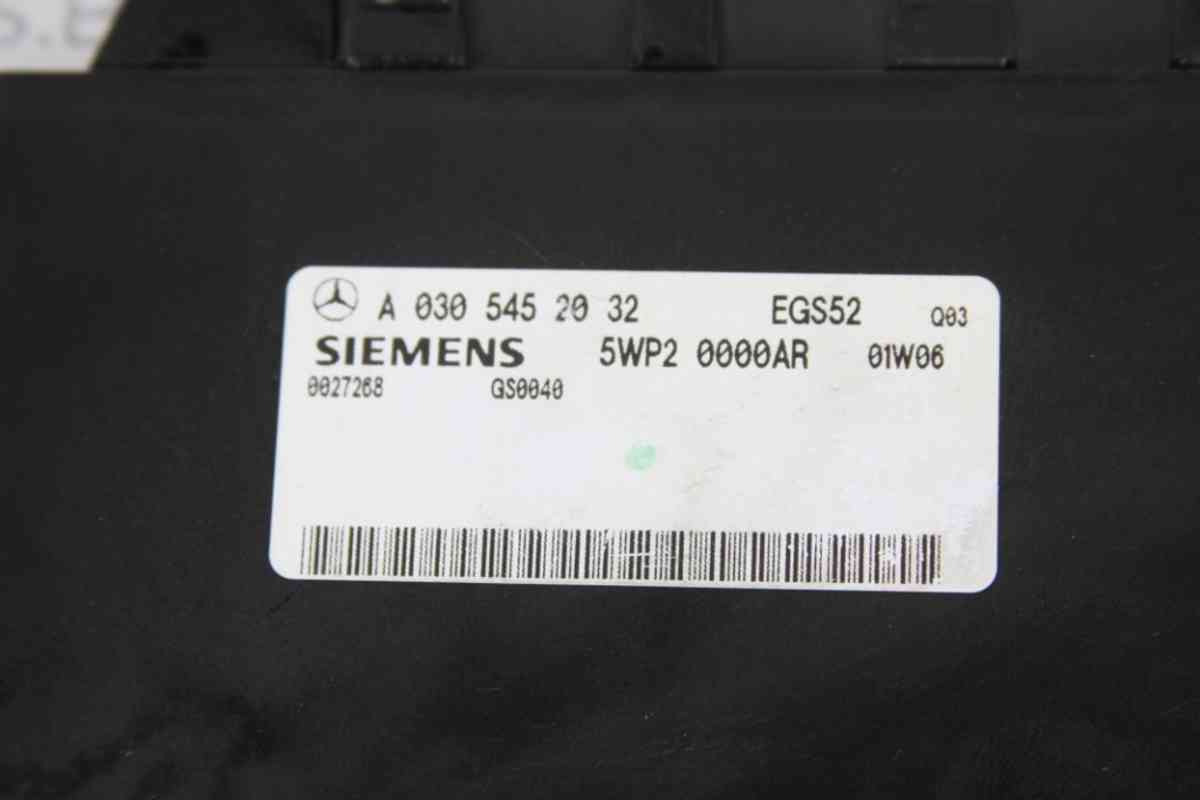 A 030 545 20 32 EGS52 Q03
SIEMENS 5WP2 0000AR 01W06
0027268 GS0040